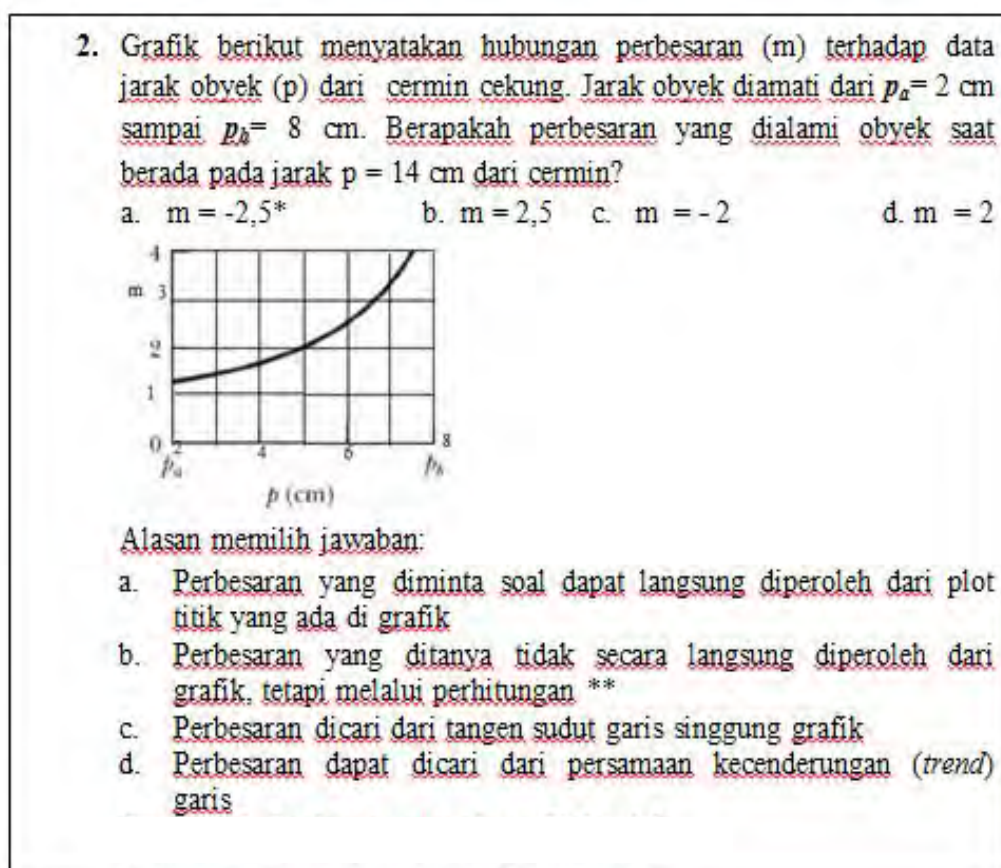 2. Grafik berikut menyatakan hubungan perbesaran (m) terhadap data
jarak obyek (p) dari cermin cekung. Jarak obyek diamati dari pa= 2 cm
sampai pb= 8 cm. Berapakah perbesaran yang dialami obyek saat
berada pada jarak p = 14 cm dari cermin?
a. m = -2,5* b. m = 2,5 c. m = - 2 d. m = 2
4
m 3
2
1
0 2 4 6 8
pa pb
p (cm)
Alasan memilih jawaban:
a. Perbesaran yang diminta soal dapat langsung diperoleh dari plot
titik yang ada di grafik
b. Perbesaran yang ditanya tidak secara langsung diperoleh dari
grafik, tetapi melalui perhitungan **
c. Perbesaran dicari dari tangen sudut garis singgung grafik
d. Perbesaran dapat dicari dari persamaan kecenderungan (trend)
garis